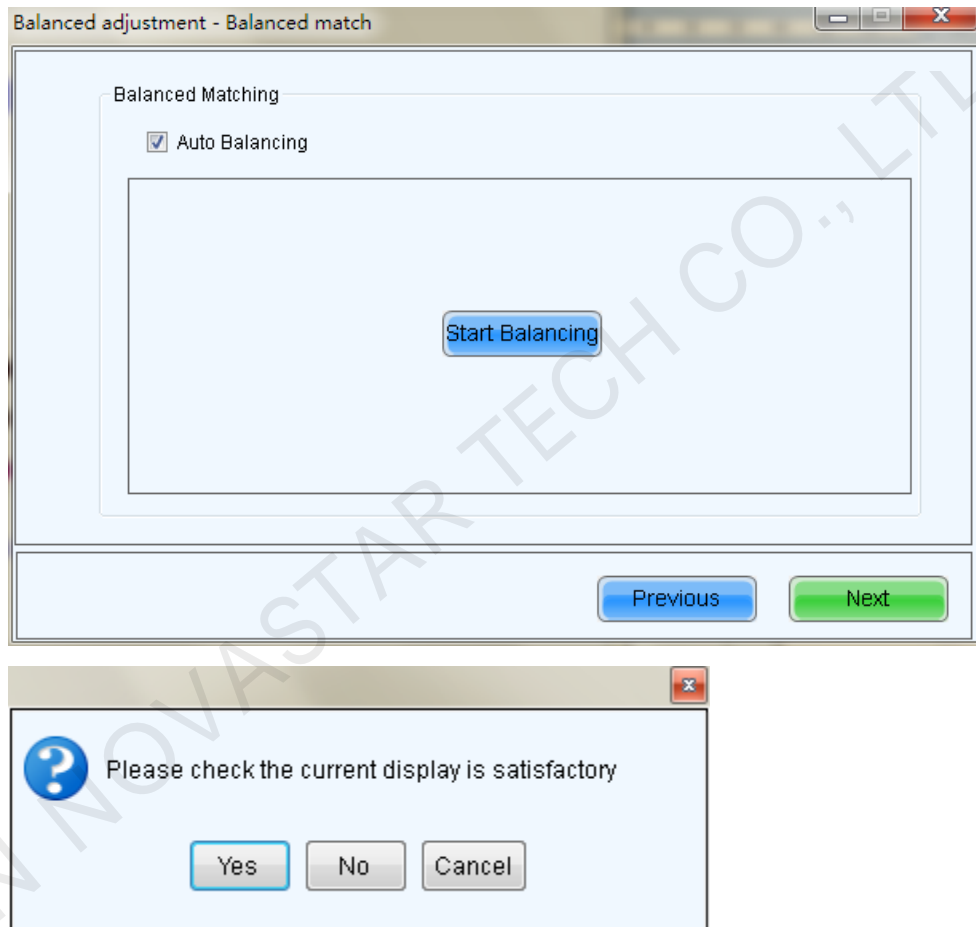 Balanced adjustment - Balanced match
Balanced Matching
Auto Balancing
Start Balancing
Previous
Next
Please check the current display is satisfactory
Yes
No
Cancel
N NOVASTAR TECH CO., LTD